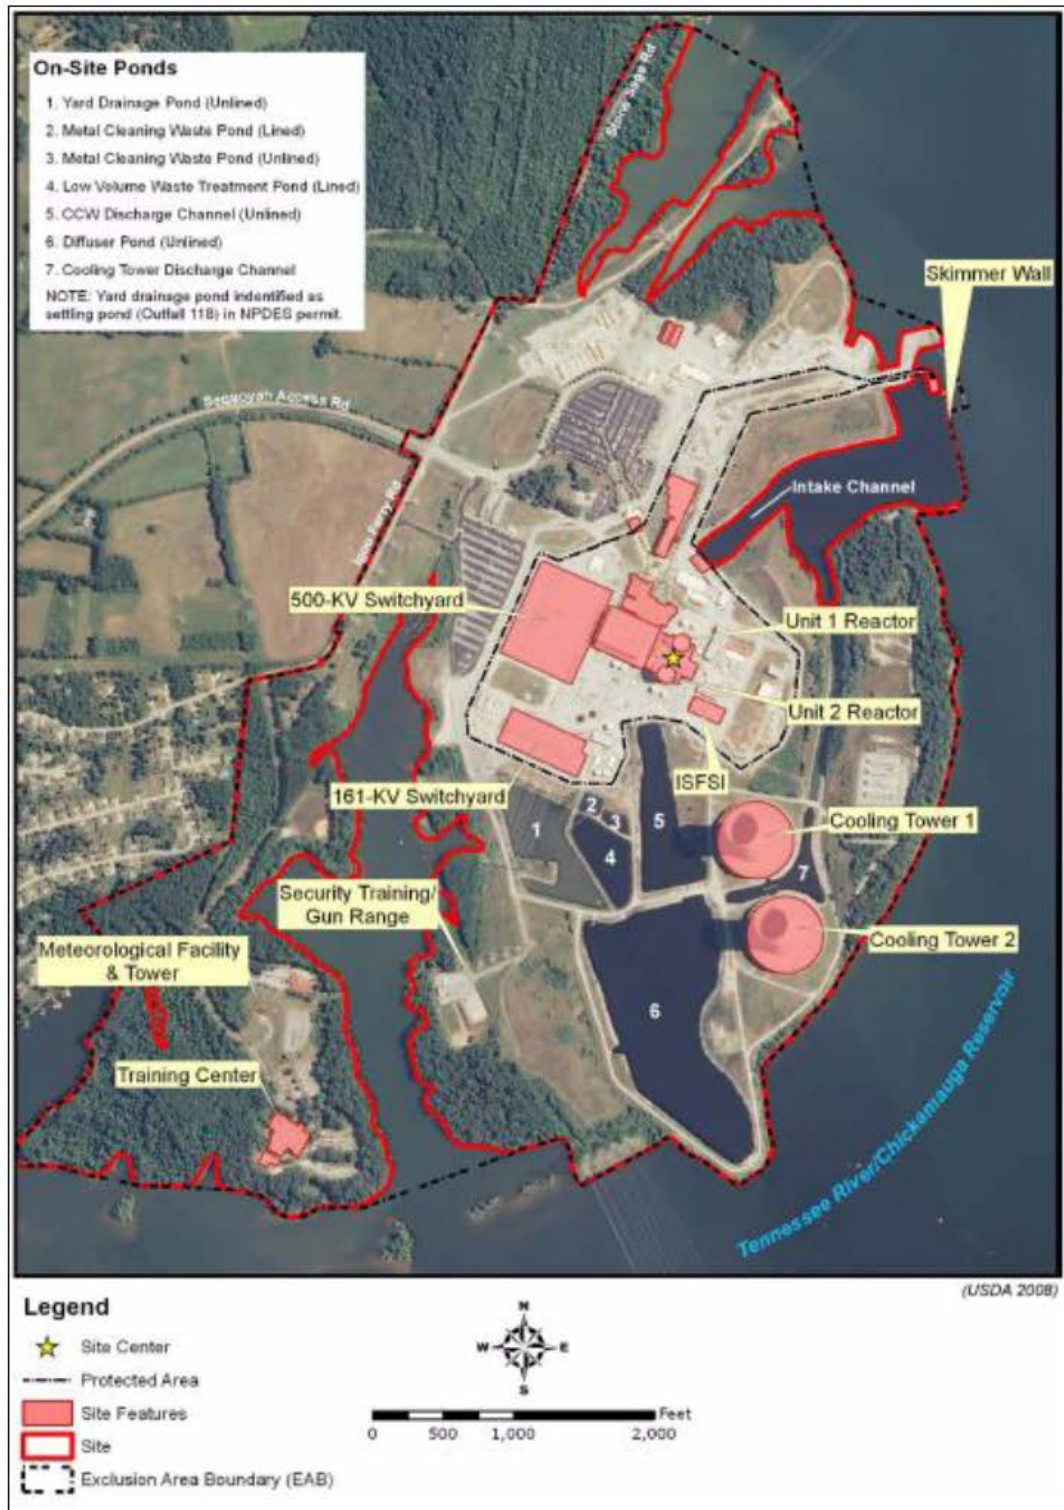 On-Site Ponds
1. Yard Drainage Pond (Unlined)
2. Metal Cleaning Waste Pond (Lined)
3. Metal Cleaning Waste Pond (Unlined)
4. Low Volume Waste Treatment Pond (Lined)
5. CCW Discharge Channel (Unlined)
6. Diffuser Pond (Unlined)
7. Cooling Tower Discharge Channel
NOTE: Yard drainage pond indentified as
settling pond (Outfall 118) in NPDES permit.
Stone Sage Rd
Skimmer Wall
Sequoyah Access Rd
Igou Ferry Rd
Intake Channel
500-KV Switchyard
Unit 1 Reactor
Unit 2 Reactor
ISFSI
161-KV Switchyard
1
2
3
4
5
Cooling Tower 1
7
Security Training/
Gun Range
Cooling Tower 2
Meteorological Facility
& Tower
6
Training Center
Tennessee River/Chickamauga Reservoir
(USDA 2008)
Legend
Site Center
Protected Area
Site Features
Site
Exclusion Area Boundary (EAB)
N
W E
S
Feet
0 500 1,000 2,000